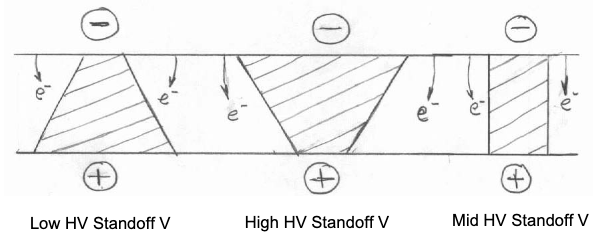 − − −
e⁻ e⁻ e⁻ e⁻ e⁻ e⁻
+ + +
Low HV Standoff V High HV Standoff V Mid HV Standoff V